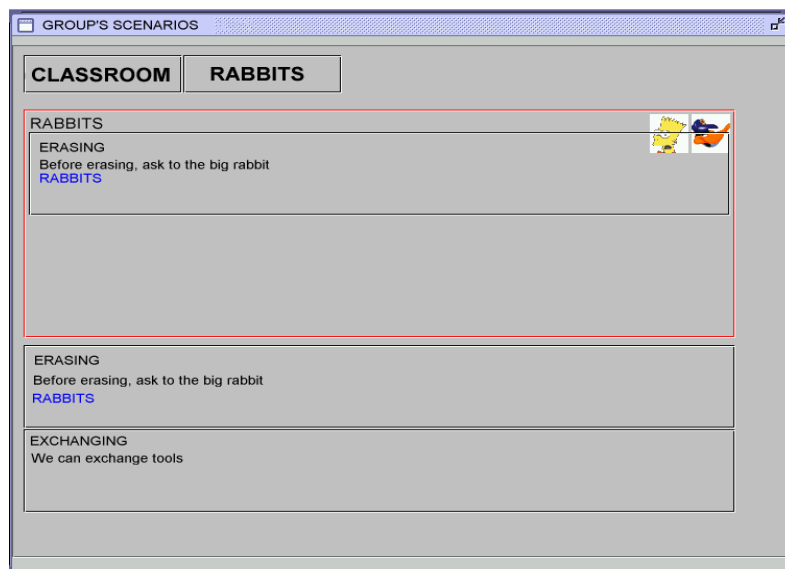 GROUP'S SCENARIOS
CLASSROOM RABBITS
RABBITS
ERASING
Before erasing, ask to the big rabbit
RABBITS
ERASING
Before erasing, ask to the big rabbit
RABBITS
EXCHANGING
We can exchange tools